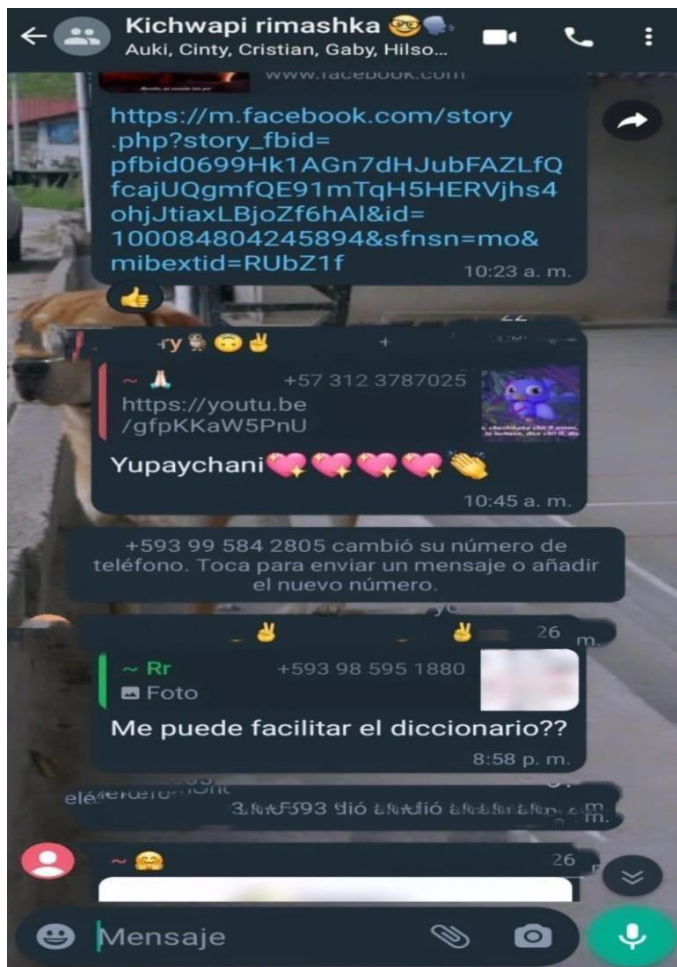 Kichwapi rimashka 🤓🗣️
Auki, Cinty, Cristian, Gaby, Hilso...
www.facebook.com
https://m.facebook.com/story
.php?story_fbid=
pfbid0699Hk1AGn7dHJubFAZLfQ
fcajUQgmfQE91mTqH5HERVjhs4
ohjJtiaxLBjoZf6hAl&id=
100084804245894&sfnsn=mo&
mibextid=RUbZ1f
10:23 a. m.
~ 🙏🏻 +57 312 3787025
https://youtu.be
/gfpKKaW5PnU
Yupaychani💖💖💖💖👏
10:45 a. m.
+593 99 584 2805 cambió su número de
teléfono. Toca para enviar un mensaje o añadir
el nuevo número.
26
~ Rr +593 98 595 1880
Foto
Me puede facilitar el diccionario??
8:58 p. m.
~ 🤗 26
Mensaje